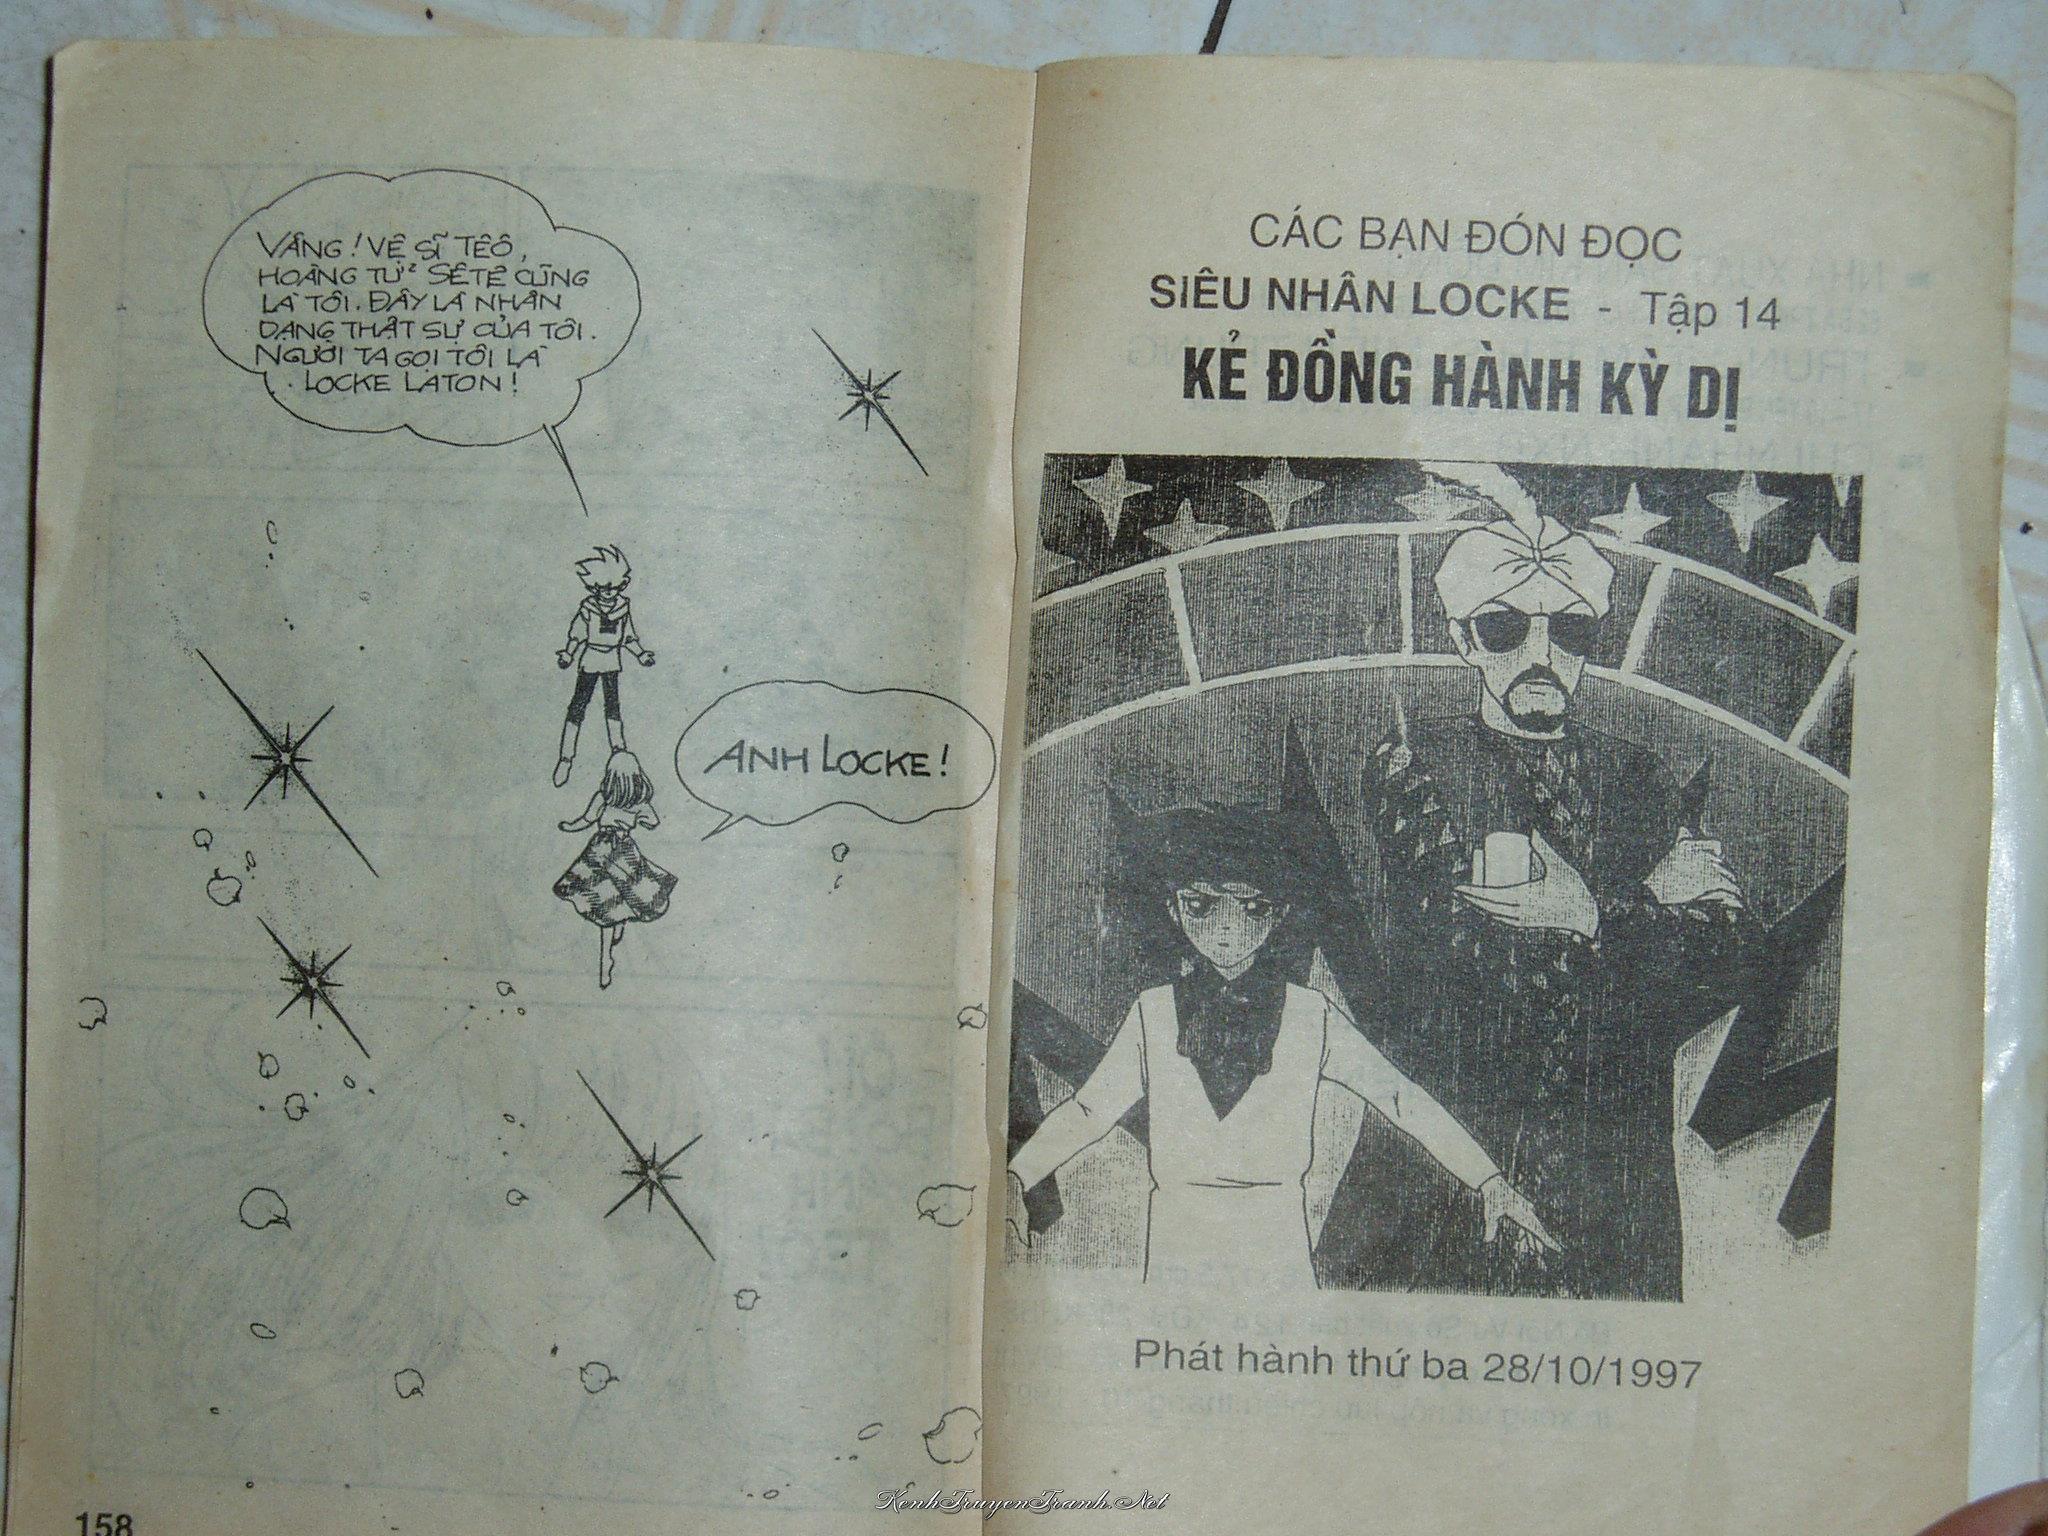 VÂNG! VỆ SĨ TÊÔ,
HOÀNG TỬ SÊTÊ CŨNG
LÀ TÔI. ĐÂY LÀ NHÂN
DẠNG THẬT SỰ CỦA TÔI.
NGƯỜI TA GỌI TÔI LÀ
LOCKE LATON!
ANH LOCKE!
158
CÁC BẠN ĐÓN ĐỌC
SIÊU NHÂN LOCKE - Tập 14
KẺ ĐỒNG HÀNH KỲ DỊ
Phát hành thứ ba 28/10/1997
KenhTruyenTranh.Net